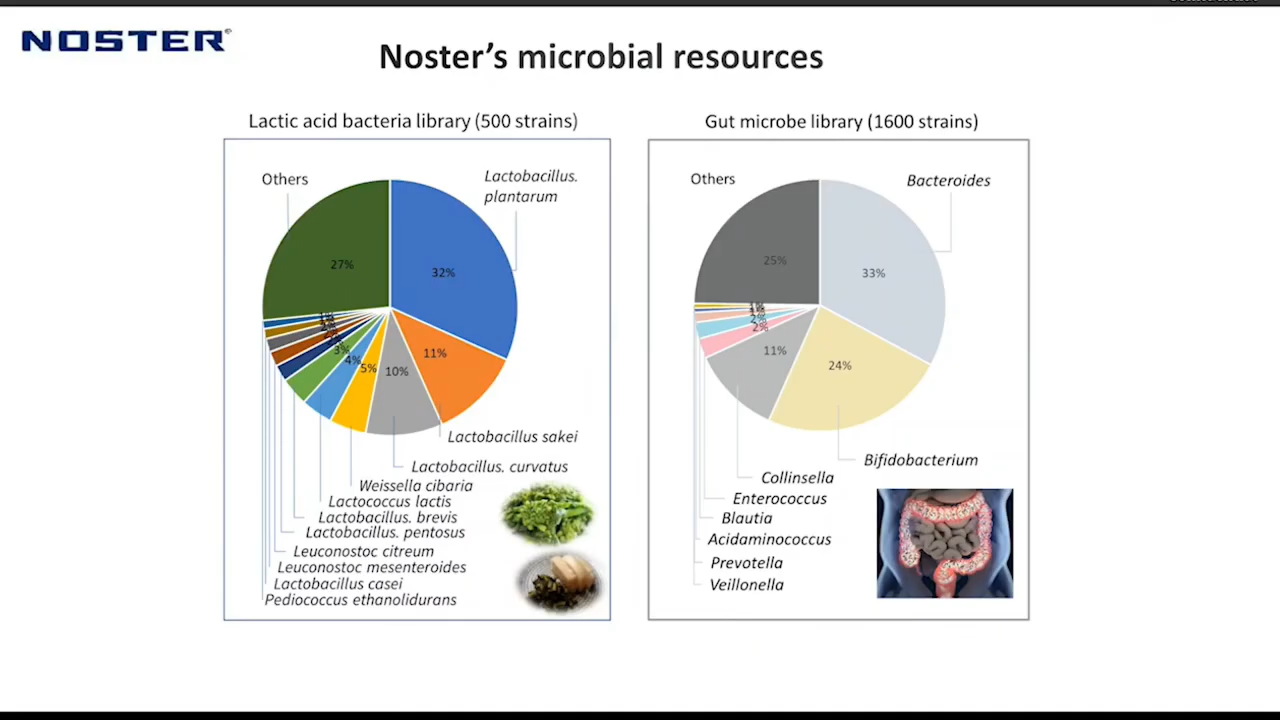 NOSTER
Noster's microbial resources
Lactic acid bacteria library (500 strains)
Others
Lactobacillus.
plantarum
27%
32%
11%
10%
5%
4%
3%
Lactobacillus sakei
Lactobacillus. curvatus
Weissella cibaria
Lactococcus lactis
Lactobacillus. brevis
Lactobacillus. pentosus
Leuconostoc citreum
Leuconostoc mesenteroides
Lactobacillus casei
Pediococcus ethanolidurans
Gut microbe library (1600 strains)
Others
Bacteroides
25%
33%
2%
2%
11%
24%
Bifidobacterium
Collinsella
Enterococcus
Blautia
Acidaminococcus
Prevotella
Veillonella